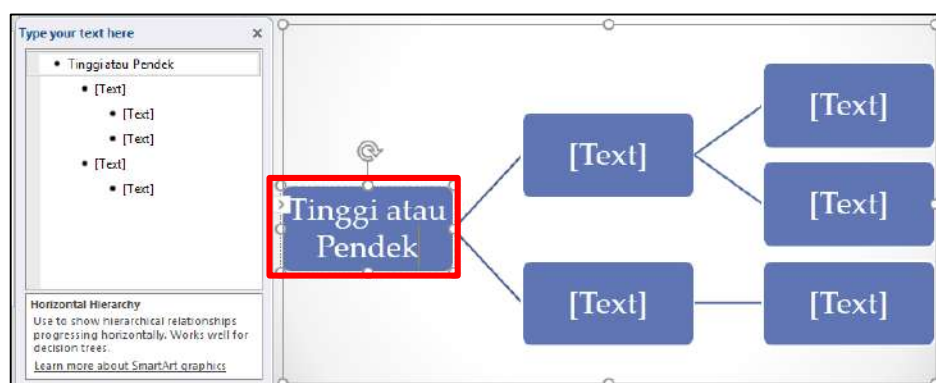 Type your text here
Tinggi atau Pendek
[Text]
[Text]
[Text]
[Text]
[Text]
Horizontal Hierarchy
Use to show hierarchical relationships
progressing horizontally. Works well for
decision trees.
Learn more about SmartArt graphics
Tinggi atau
Pendek
[Text]
[Text]
[Text]
[Text]
[Text]